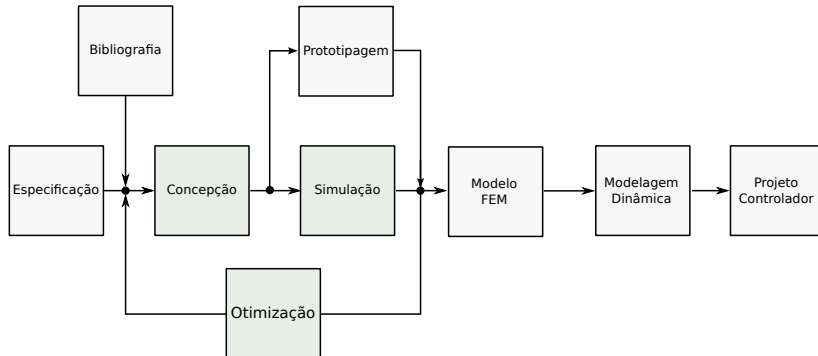 Bibliografia
Prototipagem
Especificação
Concepção
Simulação
Modelo
FEM
Modelagem
Dinâmica
Projeto
Controlador
Otimização